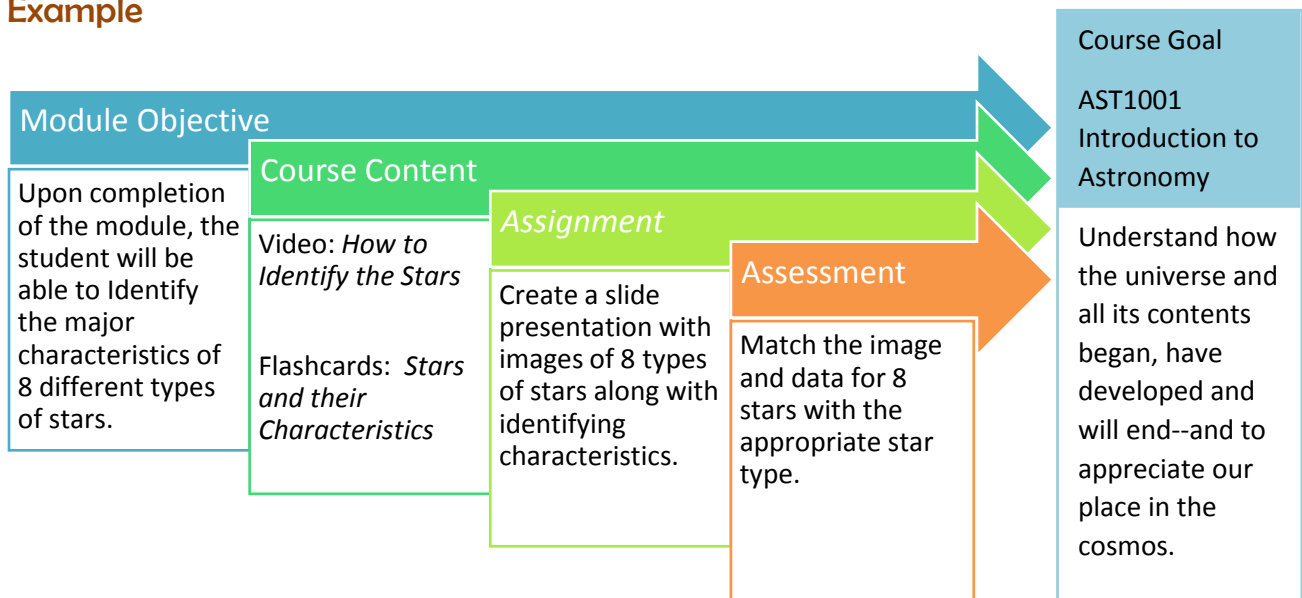 Example
Module Objective
Upon completion
of the module, the
student will be
able to Identify
the major
characteristics of
8 different types
of stars.
Course Content
Video: How to
Identify the Stars
Flashcards: Stars
and their
Characteristics
Assignment
Create a slide
presentation with
images of 8 types
of stars along with
identifying
characteristics.
Assessment
Match the image
and data for 8
stars with the
appropriate star
type.
Course Goal
AST1001
Introduction to
Astronomy
Understand how
the universe and
all its contents
began, have
developed and
will end--and to
appreciate our
place in the
cosmos.